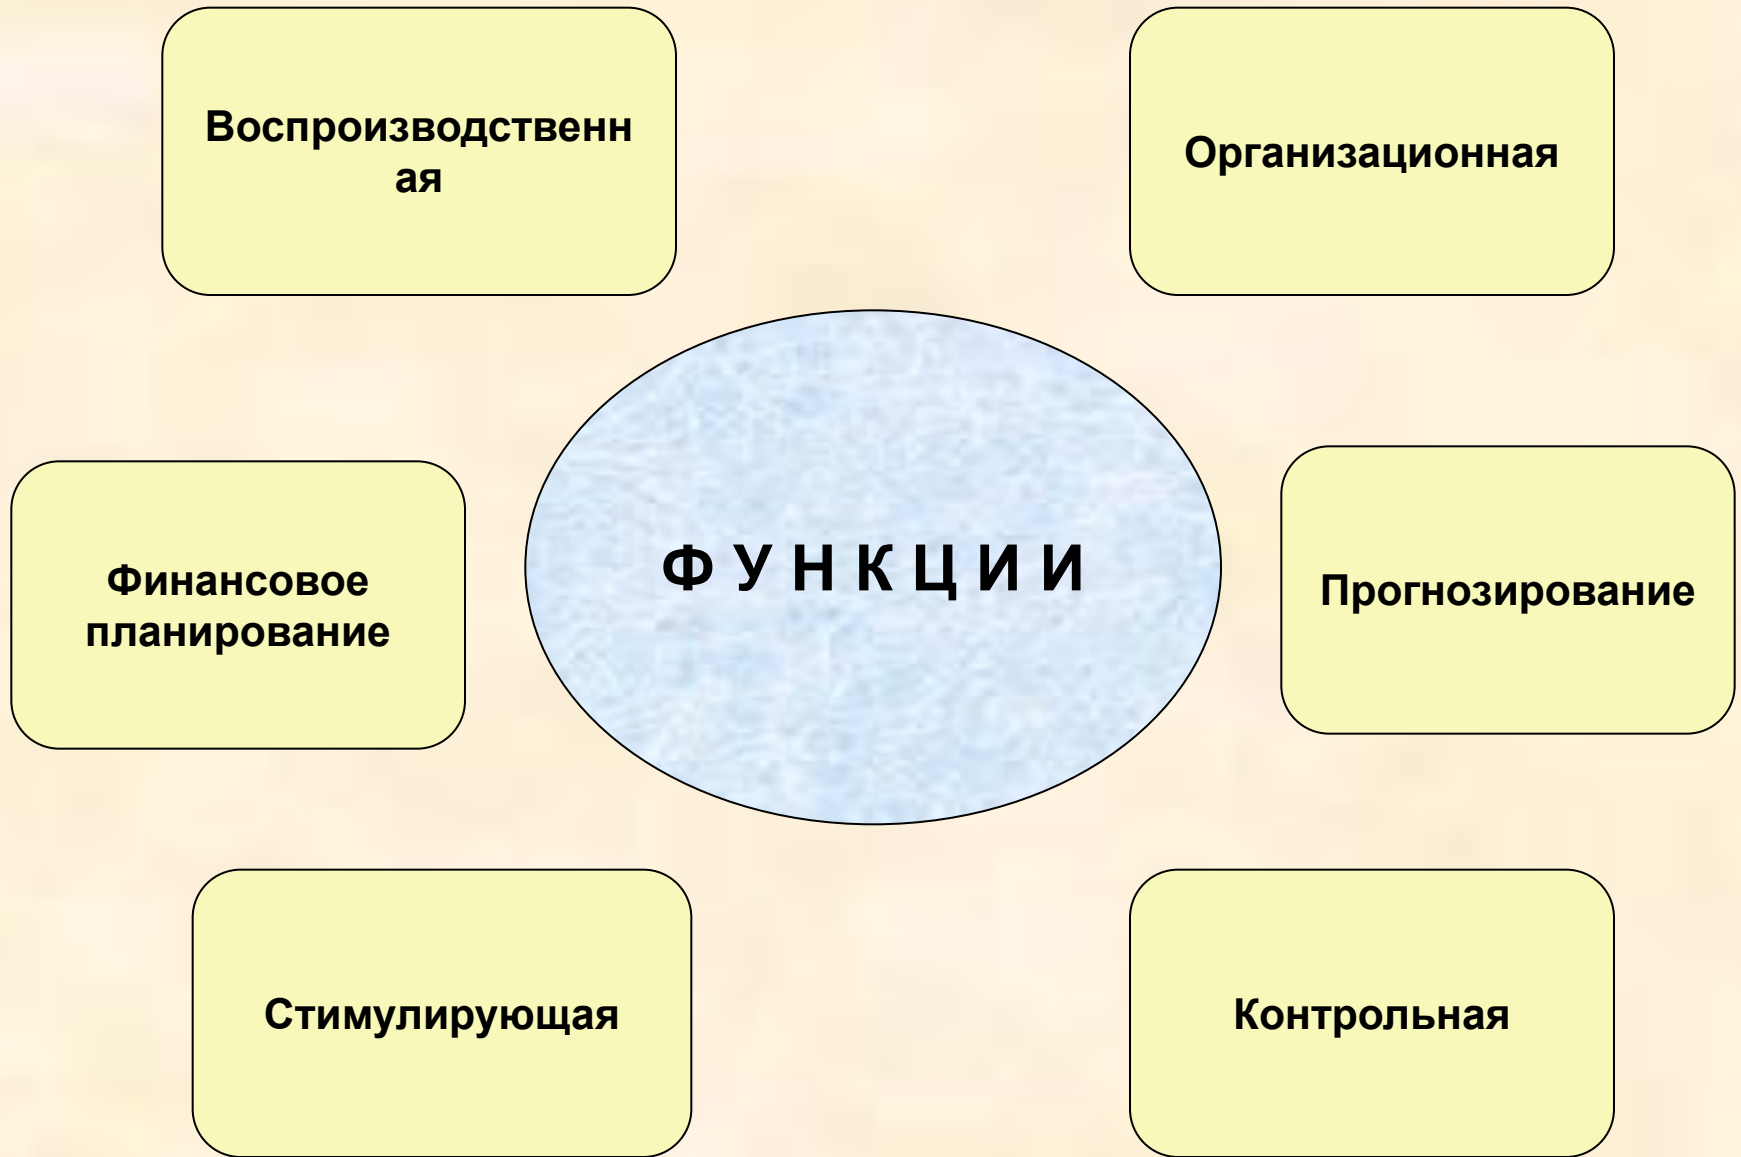 Воспроизводственн
ая
Организационная
Ф У Н К Ц И И
Финансовое
планирование
Прогнозирование
Стимулирующая
Контрольная